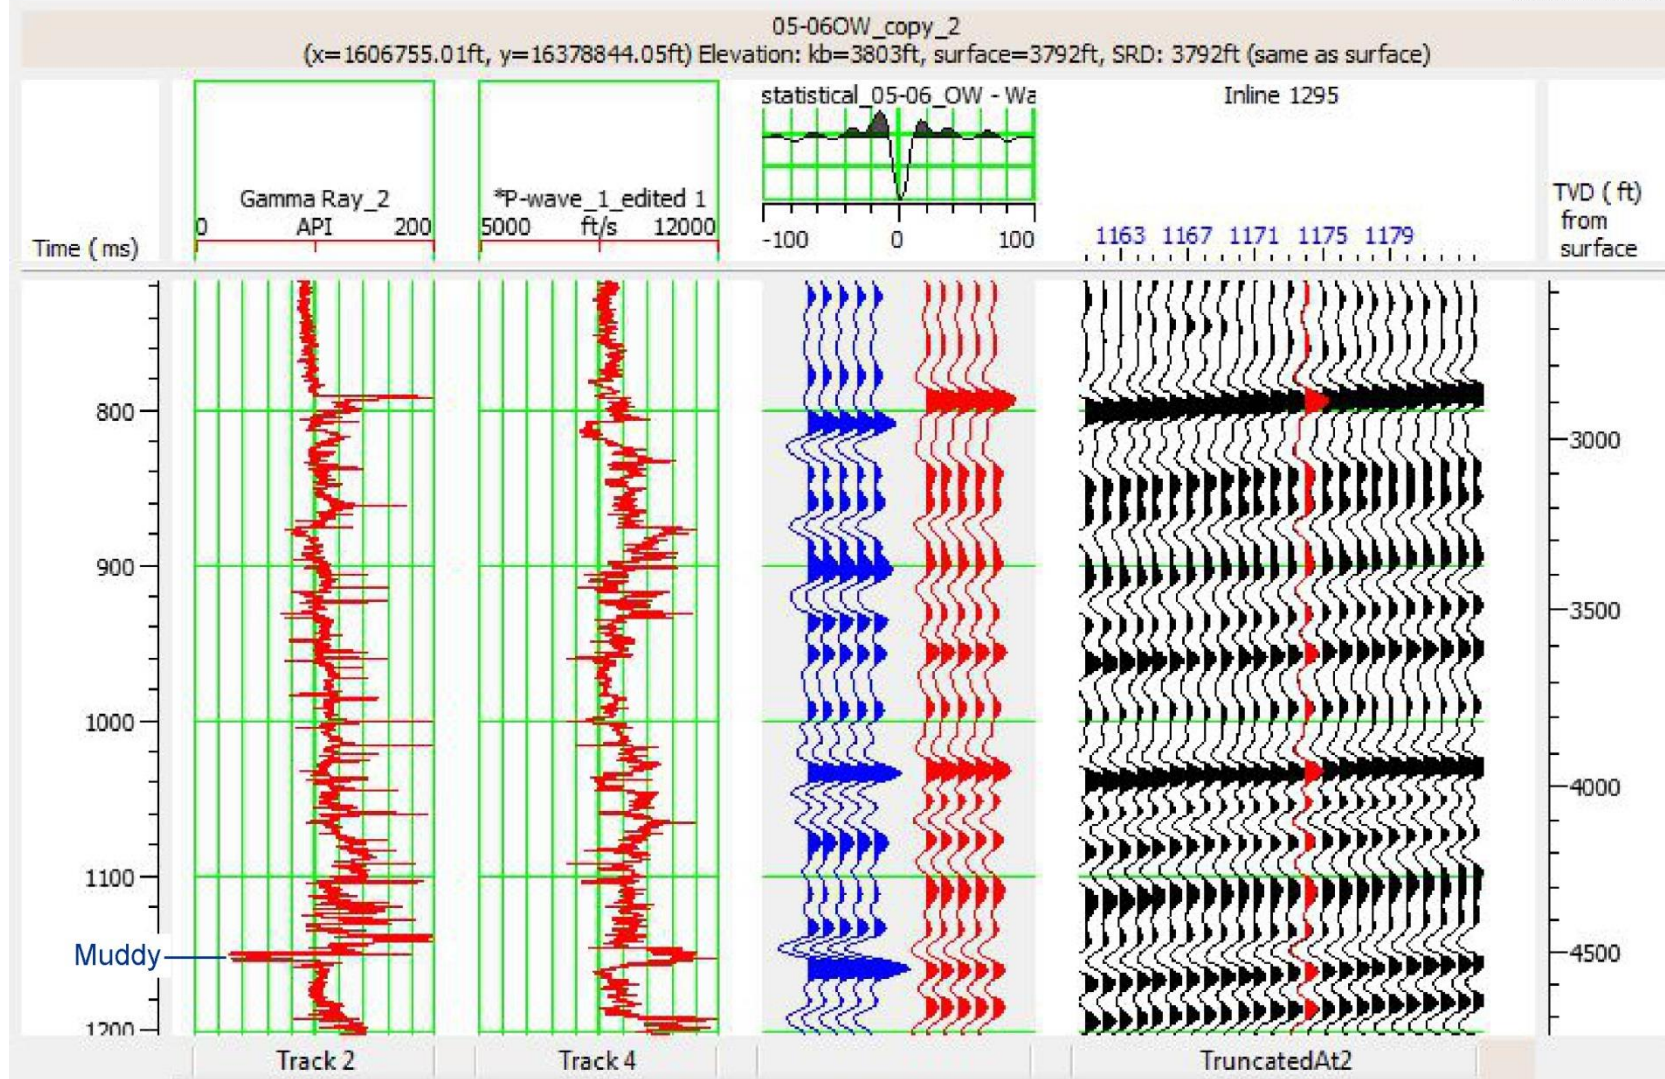 05-06OW_copy_2
(x=1606755.01ft, y=16378844.05ft) Elevation: kb=3803ft, surface=3792ft, SRD: 3792ft (same as surface)
statistical_05-06_OW - Wa
Inline 1295
Gamma Ray_2
0 API 200
*P-wave_1_edited 1
5000 ft/s 12000
-100 0 100
1163 1167 1171 1175 1179
Time (ms)
TVD (ft)
from
surface
800
3000
900
3500
1000
4000
1100
Muddy
4500
1200
Track 2
Track 4
TruncatedAt2